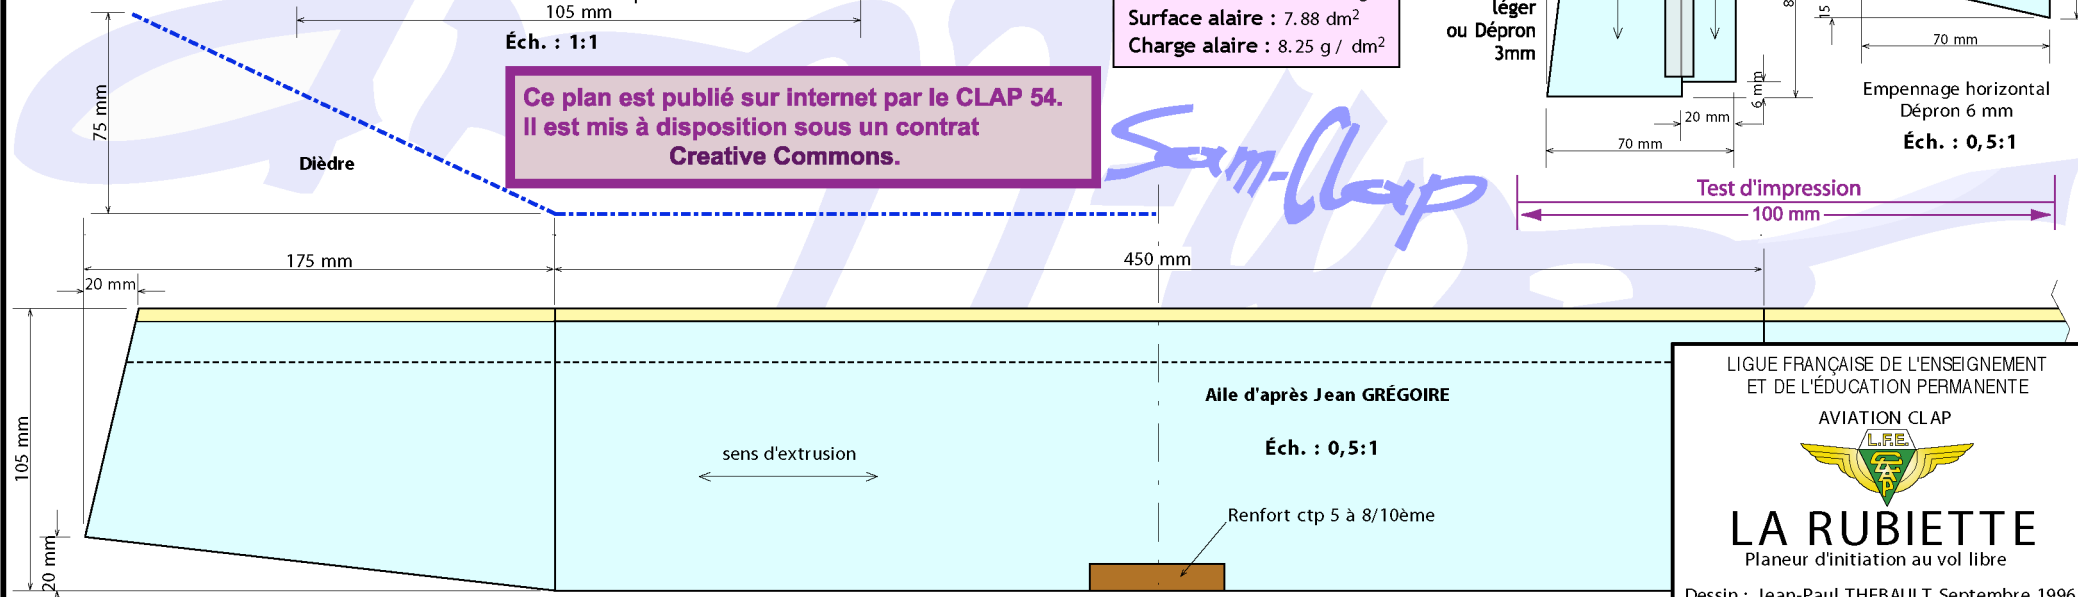 105 mm
Éch. : 1:1
75 mm
Dièdre
Ce plan est publié sur internet par le CLAP 54.
Il est mis à disposition sous un contrat
Creative Commons.
Surface alaire : 7.88 dm²
Charge alaire : 8.25 g / dm²
Sam-Clap
léger
ou Dépron
3mm
6 mm
20 mm
70 mm
15
70 mm
Empennage horizontal
Dépron 6 mm
Éch. : 0,5:1
Test d'impression
100 mm
175 mm
450 mm
20 mm
105 mm
20 mm
Aile d'après Jean GRÉGOIRE
Éch. : 0,5:1
sens d'extrusion
Renfort ctp 5 à 8/10ème
LIGUE FRANÇAISE DE L'ENSEIGNEMENT
ET DE L'ÉDUCATION PERMANENTE
AVIATION CLAP
L.F.E.
CLAP
LA RUBIETTE
Planeur d'initiation au vol libre
Dessin : Jean-Paul THEBAULT Septembre 1996